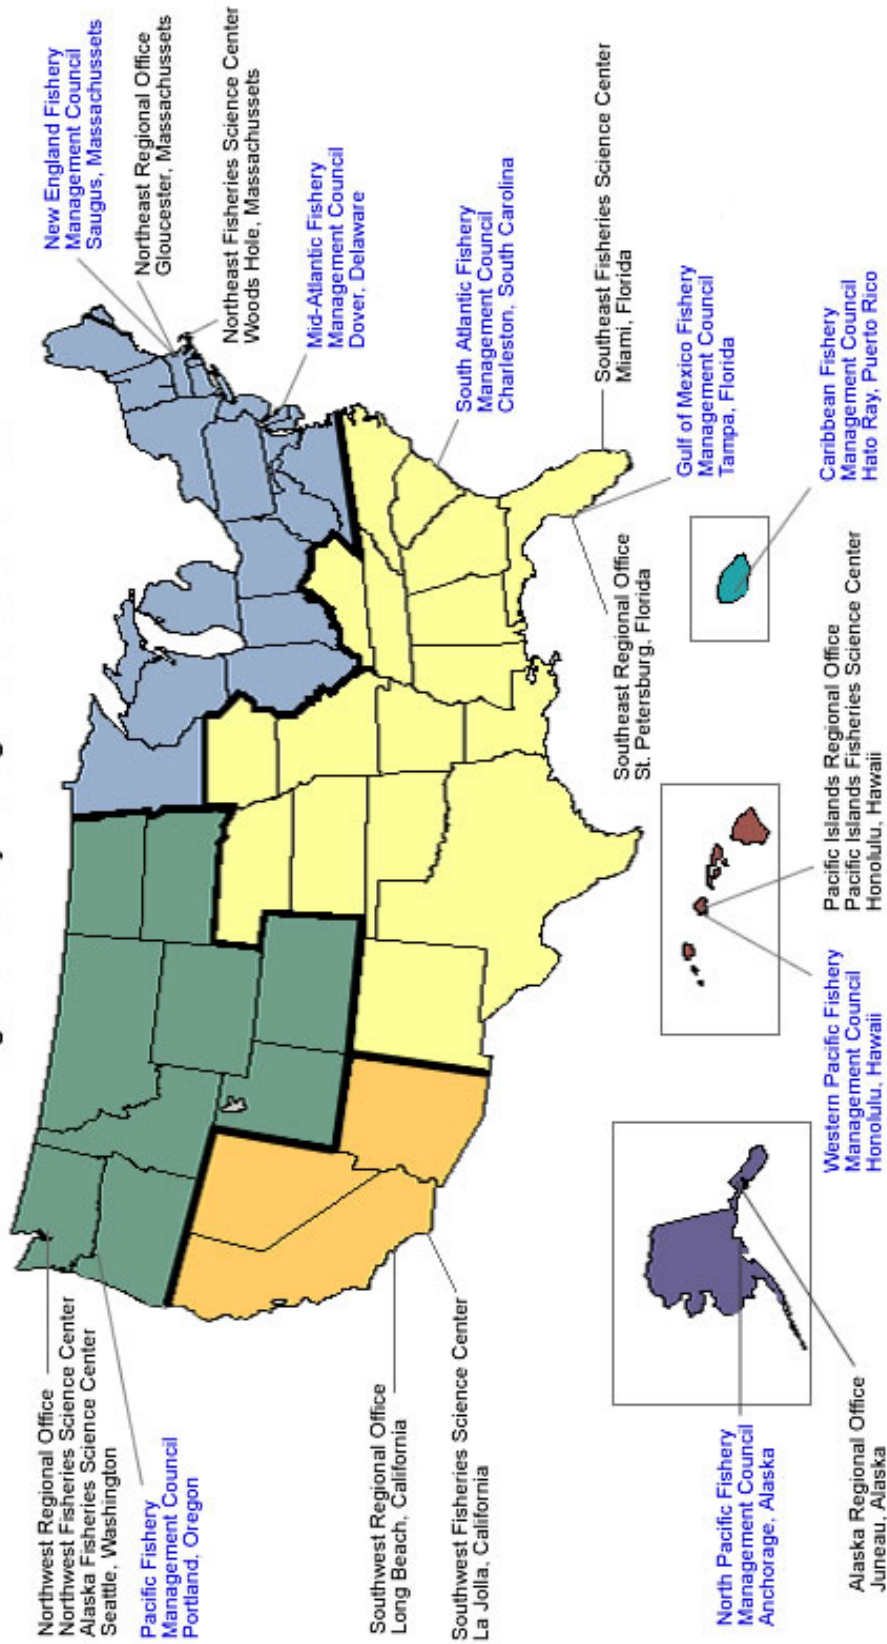 Northwest Regional Office
Northwest Fisheries Science Center
Alaska Fisheries Science Center
Seattle, Washington
Pacific Fishery
Management Council
Portland, Oregon
Southwest Regional Office
Long Beach, California
Southwest Fisheries Science Center
La Jolla, California
North Pacific Fishery
Management Council
Anchorage, Alaska
Alaska Regional Office
Juneau, Alaska
Western Pacific Fishery
Management Council
Honolulu, Hawaii
Pacific Islands Regional Office
Pacific Islands Fisheries Science Center
Honolulu, Hawaii
Southeast Regional Office
St. Petersburg, Florida
Caribbean Fishery
Management Council
Hato Ray, Puerto Rico
Gulf of Mexico Fishery
Management Council
Tampa, Florida
Southeast Fisheries Science Center
Miami, Florida
South Atlantic Fishery
Management Council
Charleston, South Carolina
Mid-Atlantic Fishery
Management Council
Dover, Delaware
Northeast Fisheries Science Center
Woods Hole, Massachussets
Northeast Regional Office
Gloucester, Massachussets
New England Fishery
Management Council
Saugus, Massachussets